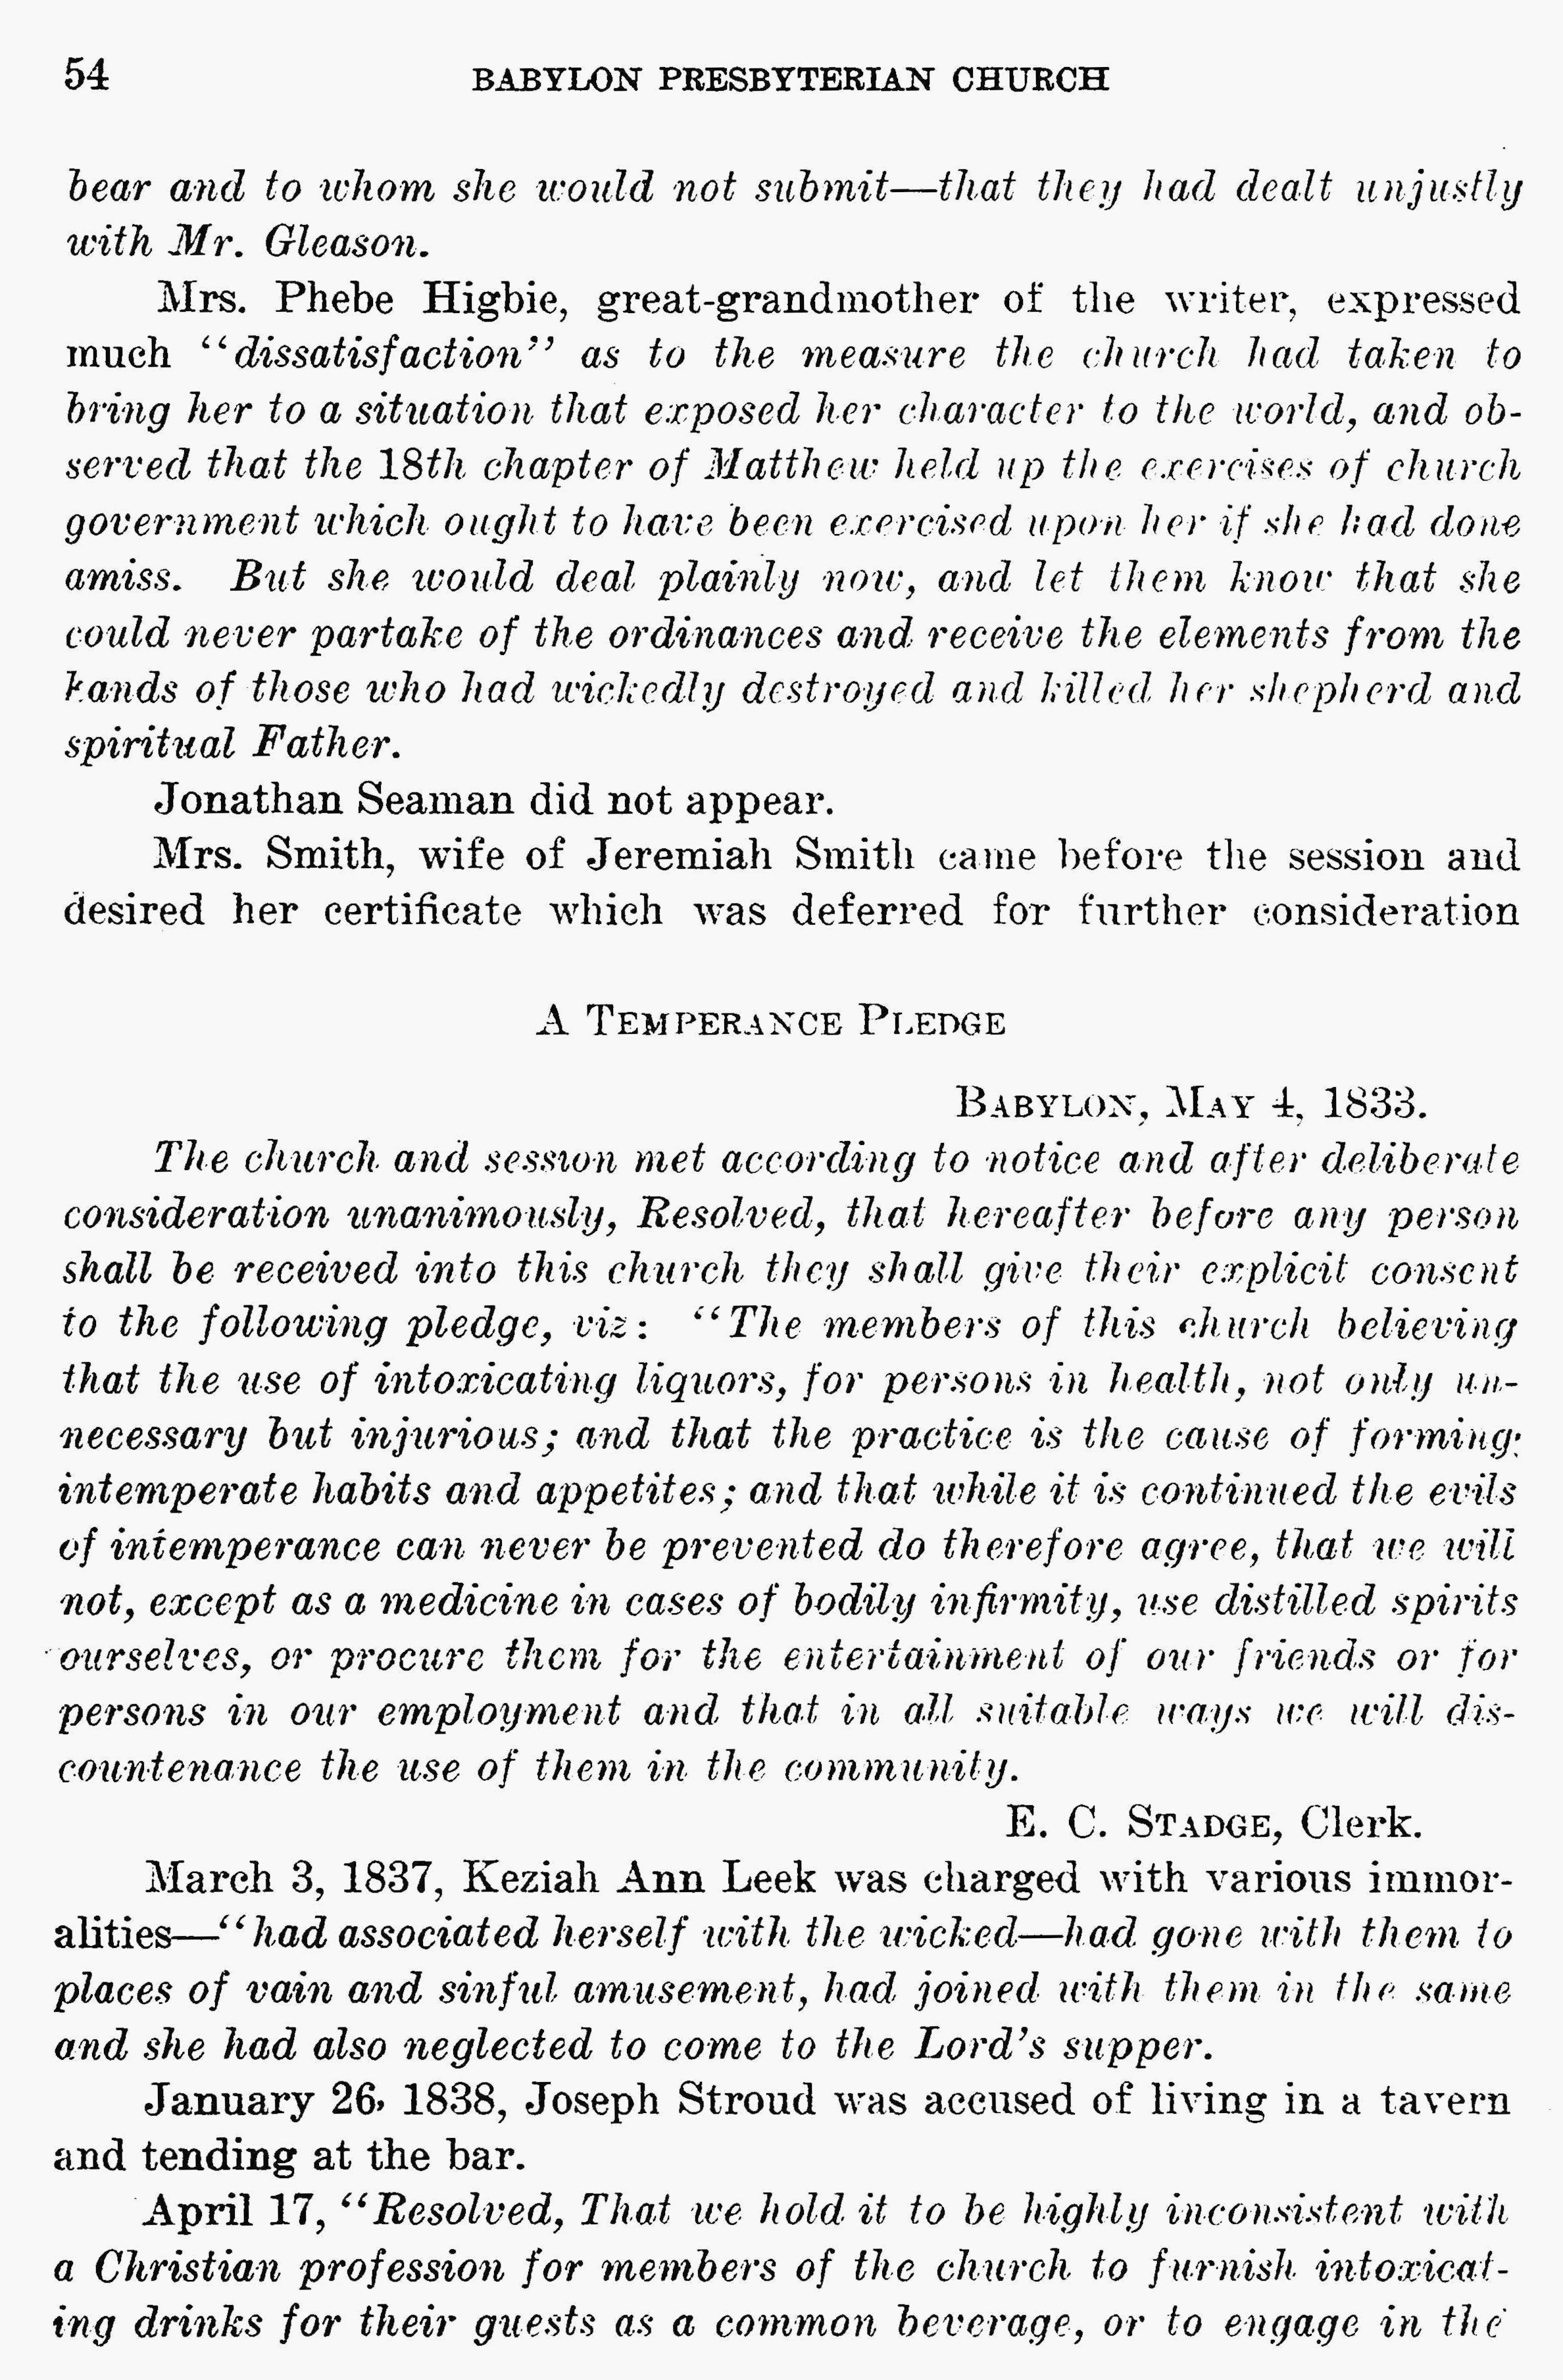 54 BABYLON PRESBYTERIAN CHURCH
bear and to whom she would not submit—that they had dealt unjustly
with Mr. Gleason.
Mrs. Phebe Higbie, great-grandmother of the writer, expressed
much “dissatisfaction” as to the measure the church had taken to
bring her to a situation that exposed her character to the world, and ob-
served that the 18th chapter of Matthew held up the exercises of church
government which ought to have been exercised upon her if she had done
amiss. But she would deal plainly now, and let them know that she
could never partake of the ordinances and receive the elements from the
hands of those who had wickedly destroyed and killed her shepherd and
spiritual Father.
Jonathan Seaman did not appear.
Mrs. Smith, wife of Jeremiah Smith came before the session and
desired her certificate which was deferred for further consideration
A TEMPERANCE PLEDGE
BABYLON, MAY 4, 1833.
The church and session met according to notice and after deliberate
consideration unanimously, Resolved, that hereafter before any person
shall be received into this church they shall give their explicit consent
to the following pledge, viz: “The members of this church believing
that the use of intoxicating liquors, for persons in health, not only un-
necessary but injurious; and that the practice is the cause of forming
intemperate habits and appetites; and that while it is continued the evils
of intemperance can never be prevented do therefore agree, that we will
not, except as a medicine in cases of bodily infirmity, use distilled spirits
ourselves, or procure them for the entertainment of our friends or for
persons in our employment and that in all suitable ways we will dis-
countenance the use of them in the community.
E. C. STADGE, Clerk.
March 3, 1837, Keziah Ann Leek was charged with various immor-
alities—“had associated herself with the wicked—had gone with them to
places of vain and sinful amusement, had joined with them in the same
and she had also neglected to come to the Lord’s supper.
January 26, 1838, Joseph Stroud was accused of living in a tavern
and tending at the bar.
April 17, “Resolved, That we hold it to be highly inconsistent with
a Christian profession for members of the church to furnish intoxicat-
ing drinks for their guests as a common beverage, or to engage in the